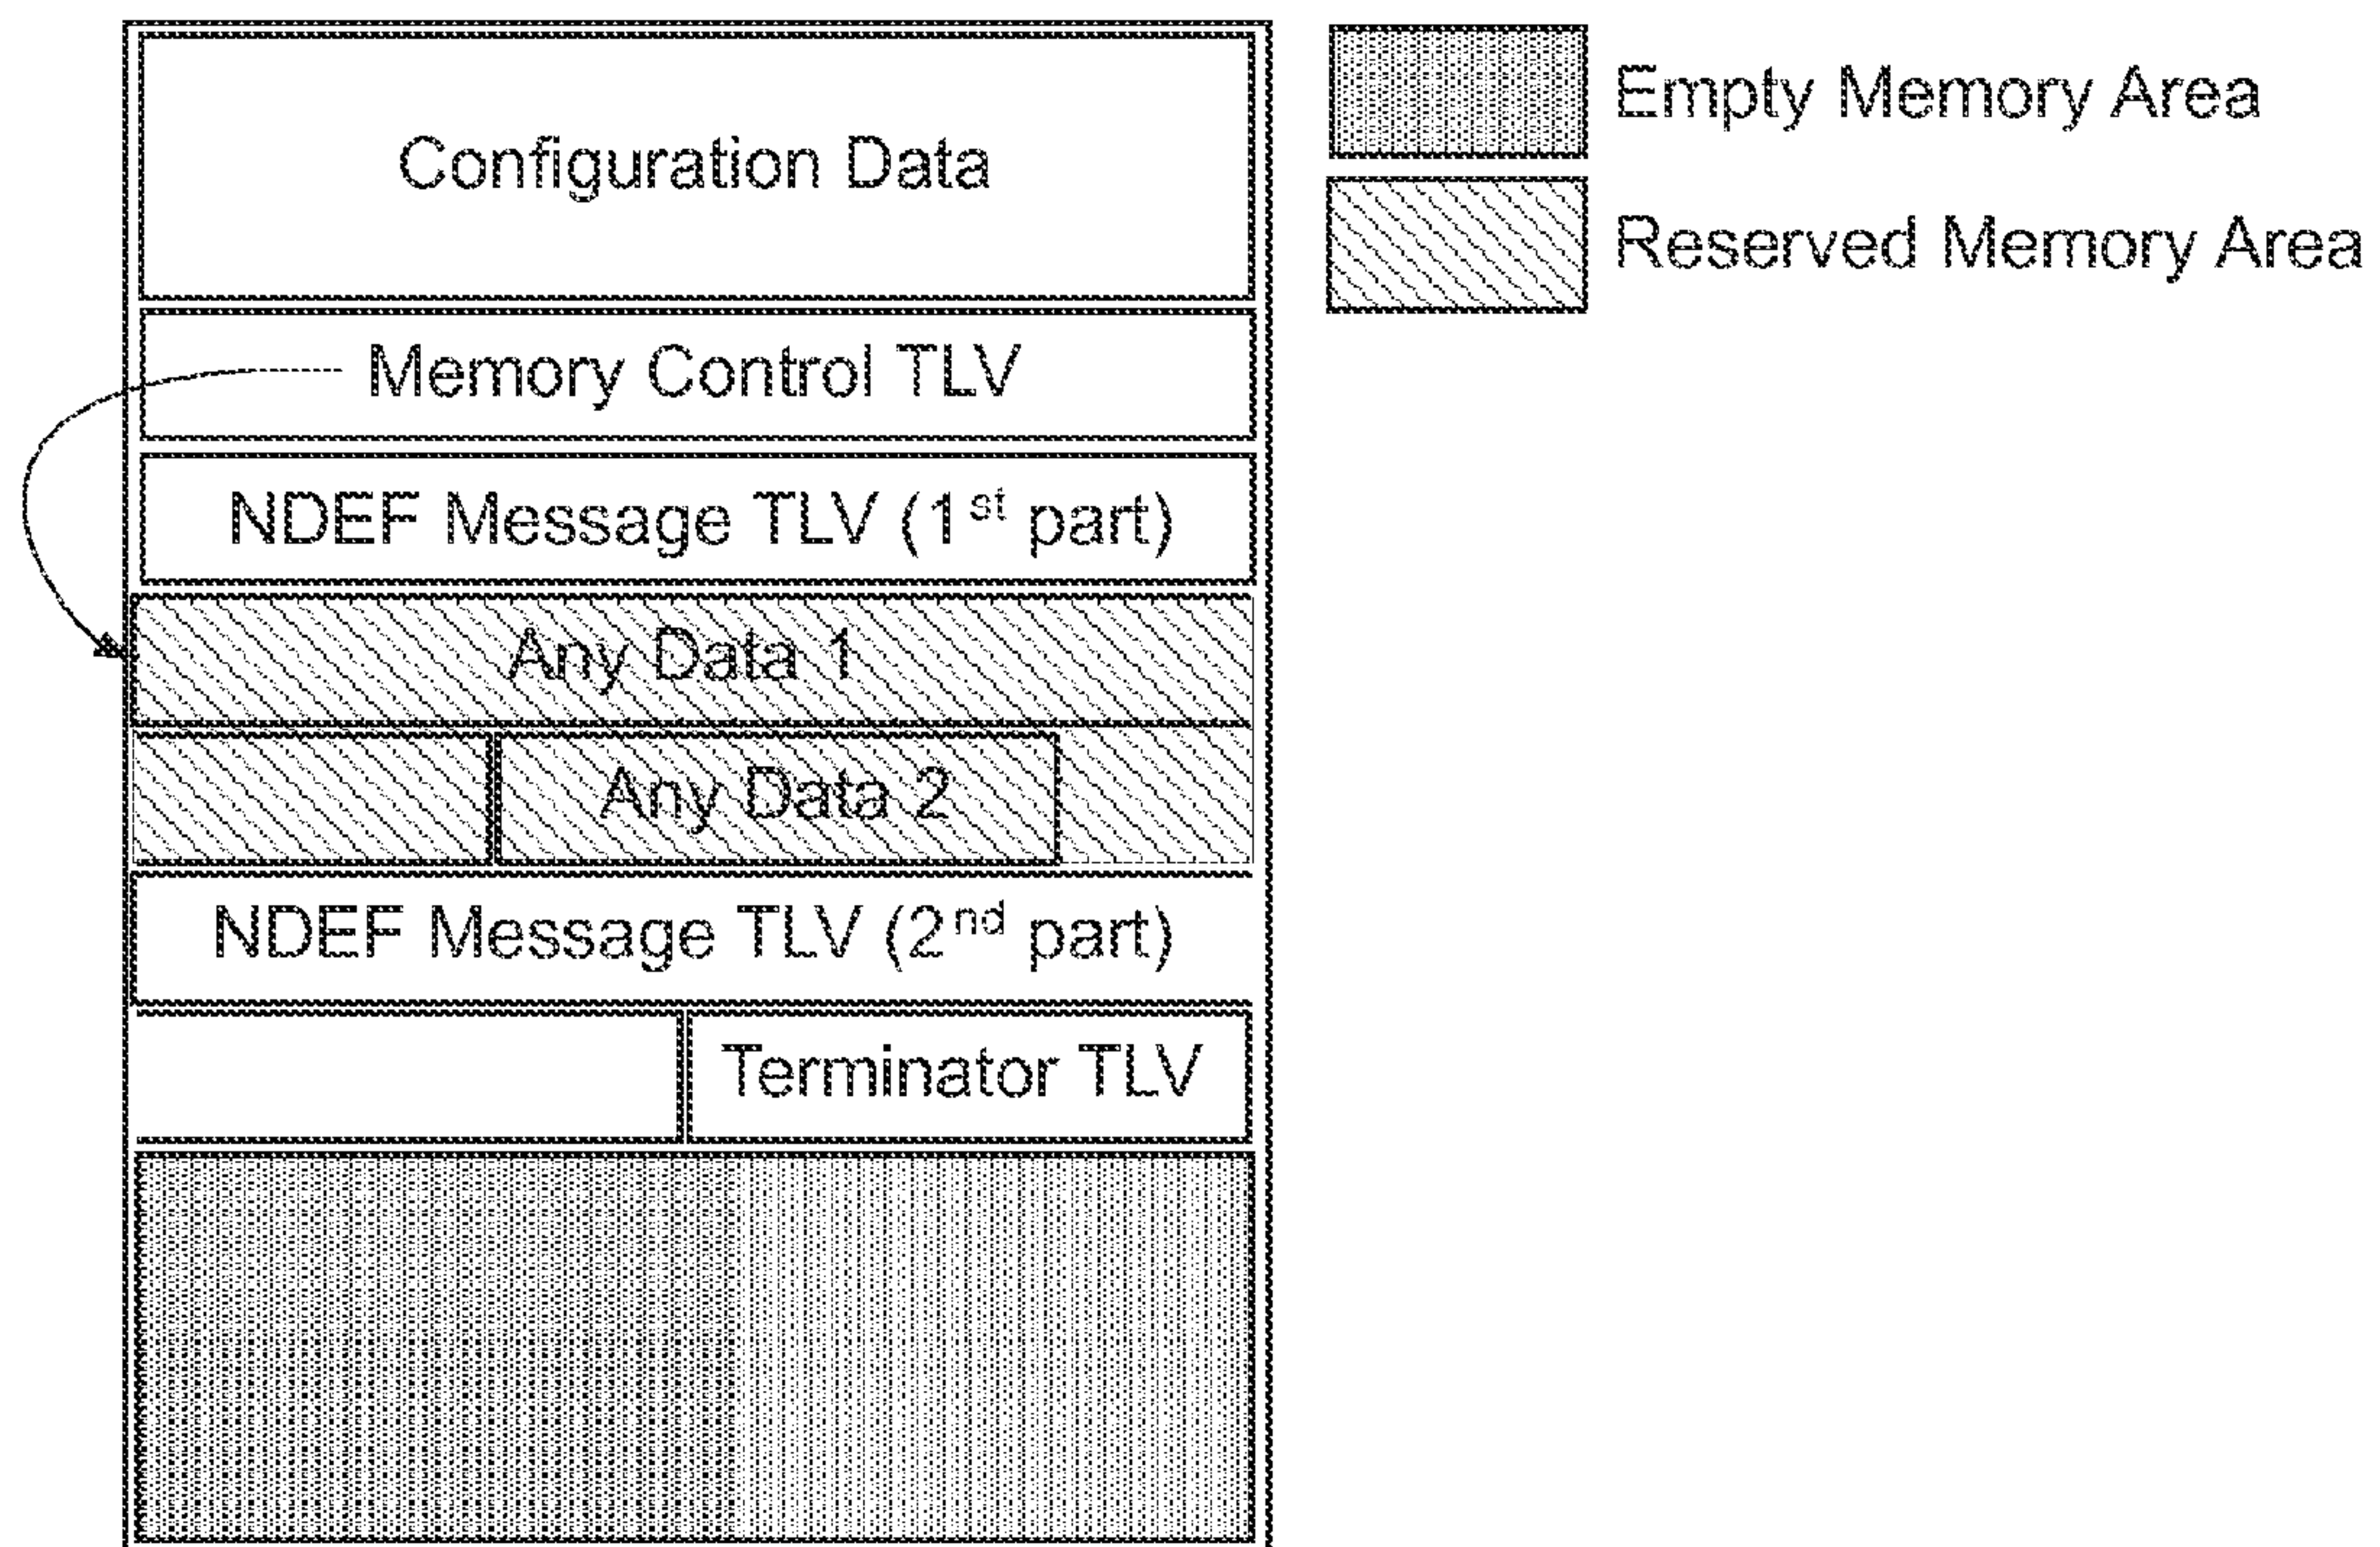 Configuration Data
Memory Control TLV
NDEF Message TLV (1st part)
Any Data 1
Any Data 2
NDEF Message TLV (2nd part)
Terminator TLV
Empty Memory Area
Reserved Memory Area